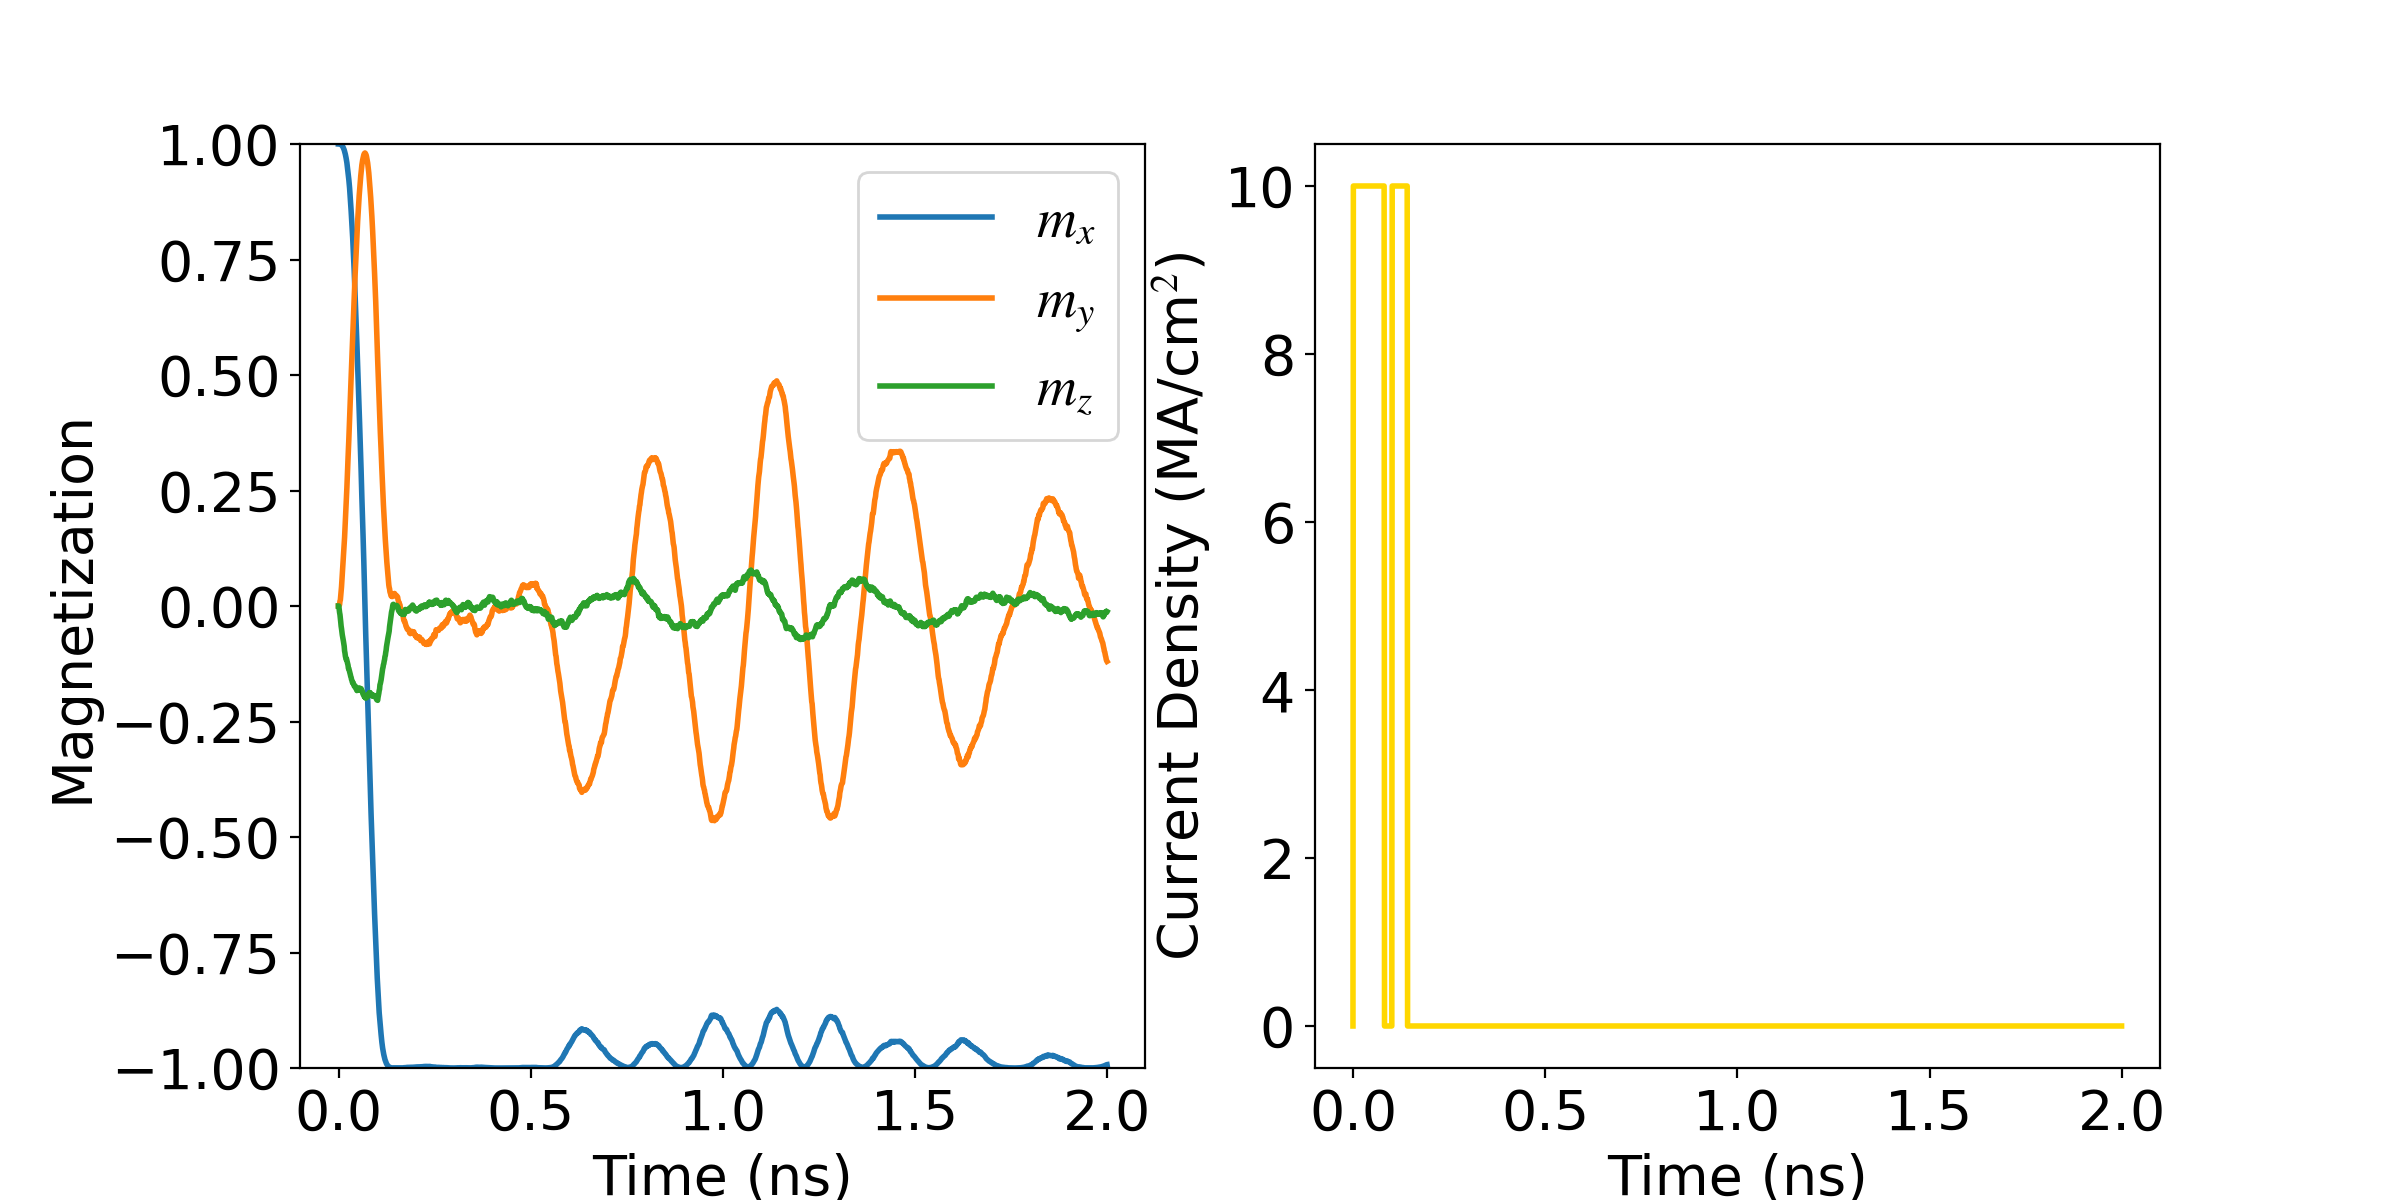 Magnetization
1.00
0.75
0.50
0.25
0.00
−0.25
−0.50
−0.75
−1.00
0.0 0.5 1.0 1.5 2.0
Time (ns)
m_x
m_y
m_z
Current Density (MA/cm²)
10
8
6
4
2
0
0.0 0.5 1.0 1.5 2.0
Time (ns)